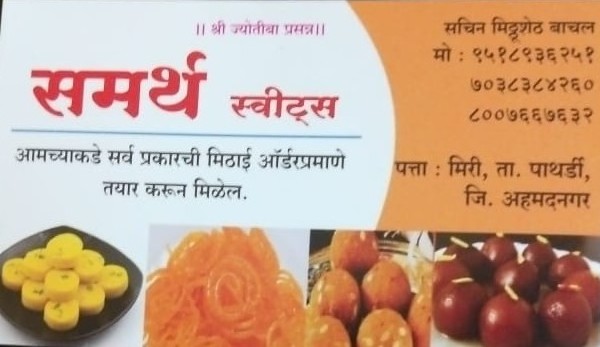 || श्री ज्योतीबा प्रसन्न||
समर्थ स्वीट्स
आमच्याकडे सर्व प्रकारची मिठाई ऑर्डरप्रमाणे
तयार करून मिळेल.
सचिन मिठ्ठूशेठ बाचल
मो : ९५१८९३६२५१
७०३८३८४२६०
८००७६६७६३२
पत्ता : मिरी, ता. पाथर्डी,
जि. अहमदनगर